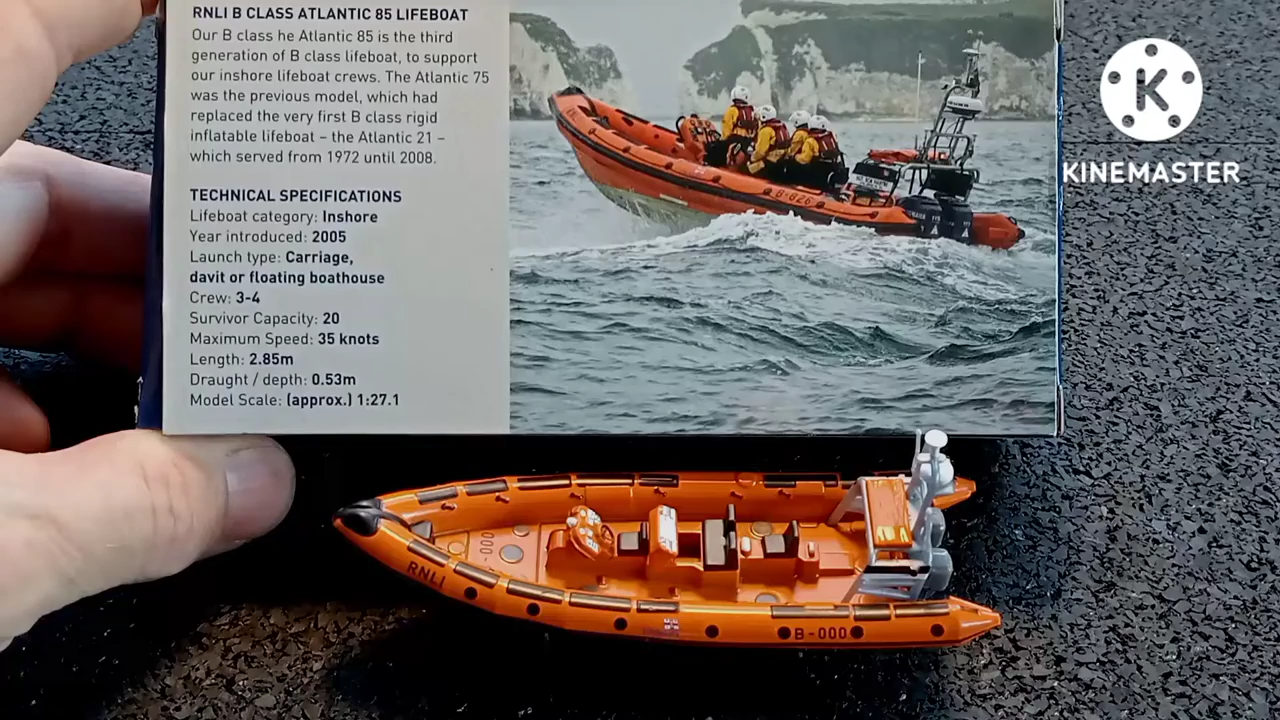 RNLI B CLASS ATLANTIC 85 LIFEBOAT
Our B class he Atlantic 85 is the third
generation of B class lifeboat, to support
our inshore lifeboat crews. The Atlantic 75
was the previous model, which had
replaced the very first B class rigid
inflatable lifeboat – the Atlantic 21 –
which served from 1972 until 2008.
TECHNICAL SPECIFICATIONS
Lifeboat category: Inshore
Year introduced: 2005
Launch type: Carriage,
davit or floating boathouse
Crew: 3-4
Survivor Capacity: 20
Maximum Speed: 35 knots
Length: 2.85m
Draught / depth: 0.53m
Model Scale: (approx.) 1:27.1
B-826
K
KINEMASTER
000
RNLI
B-000